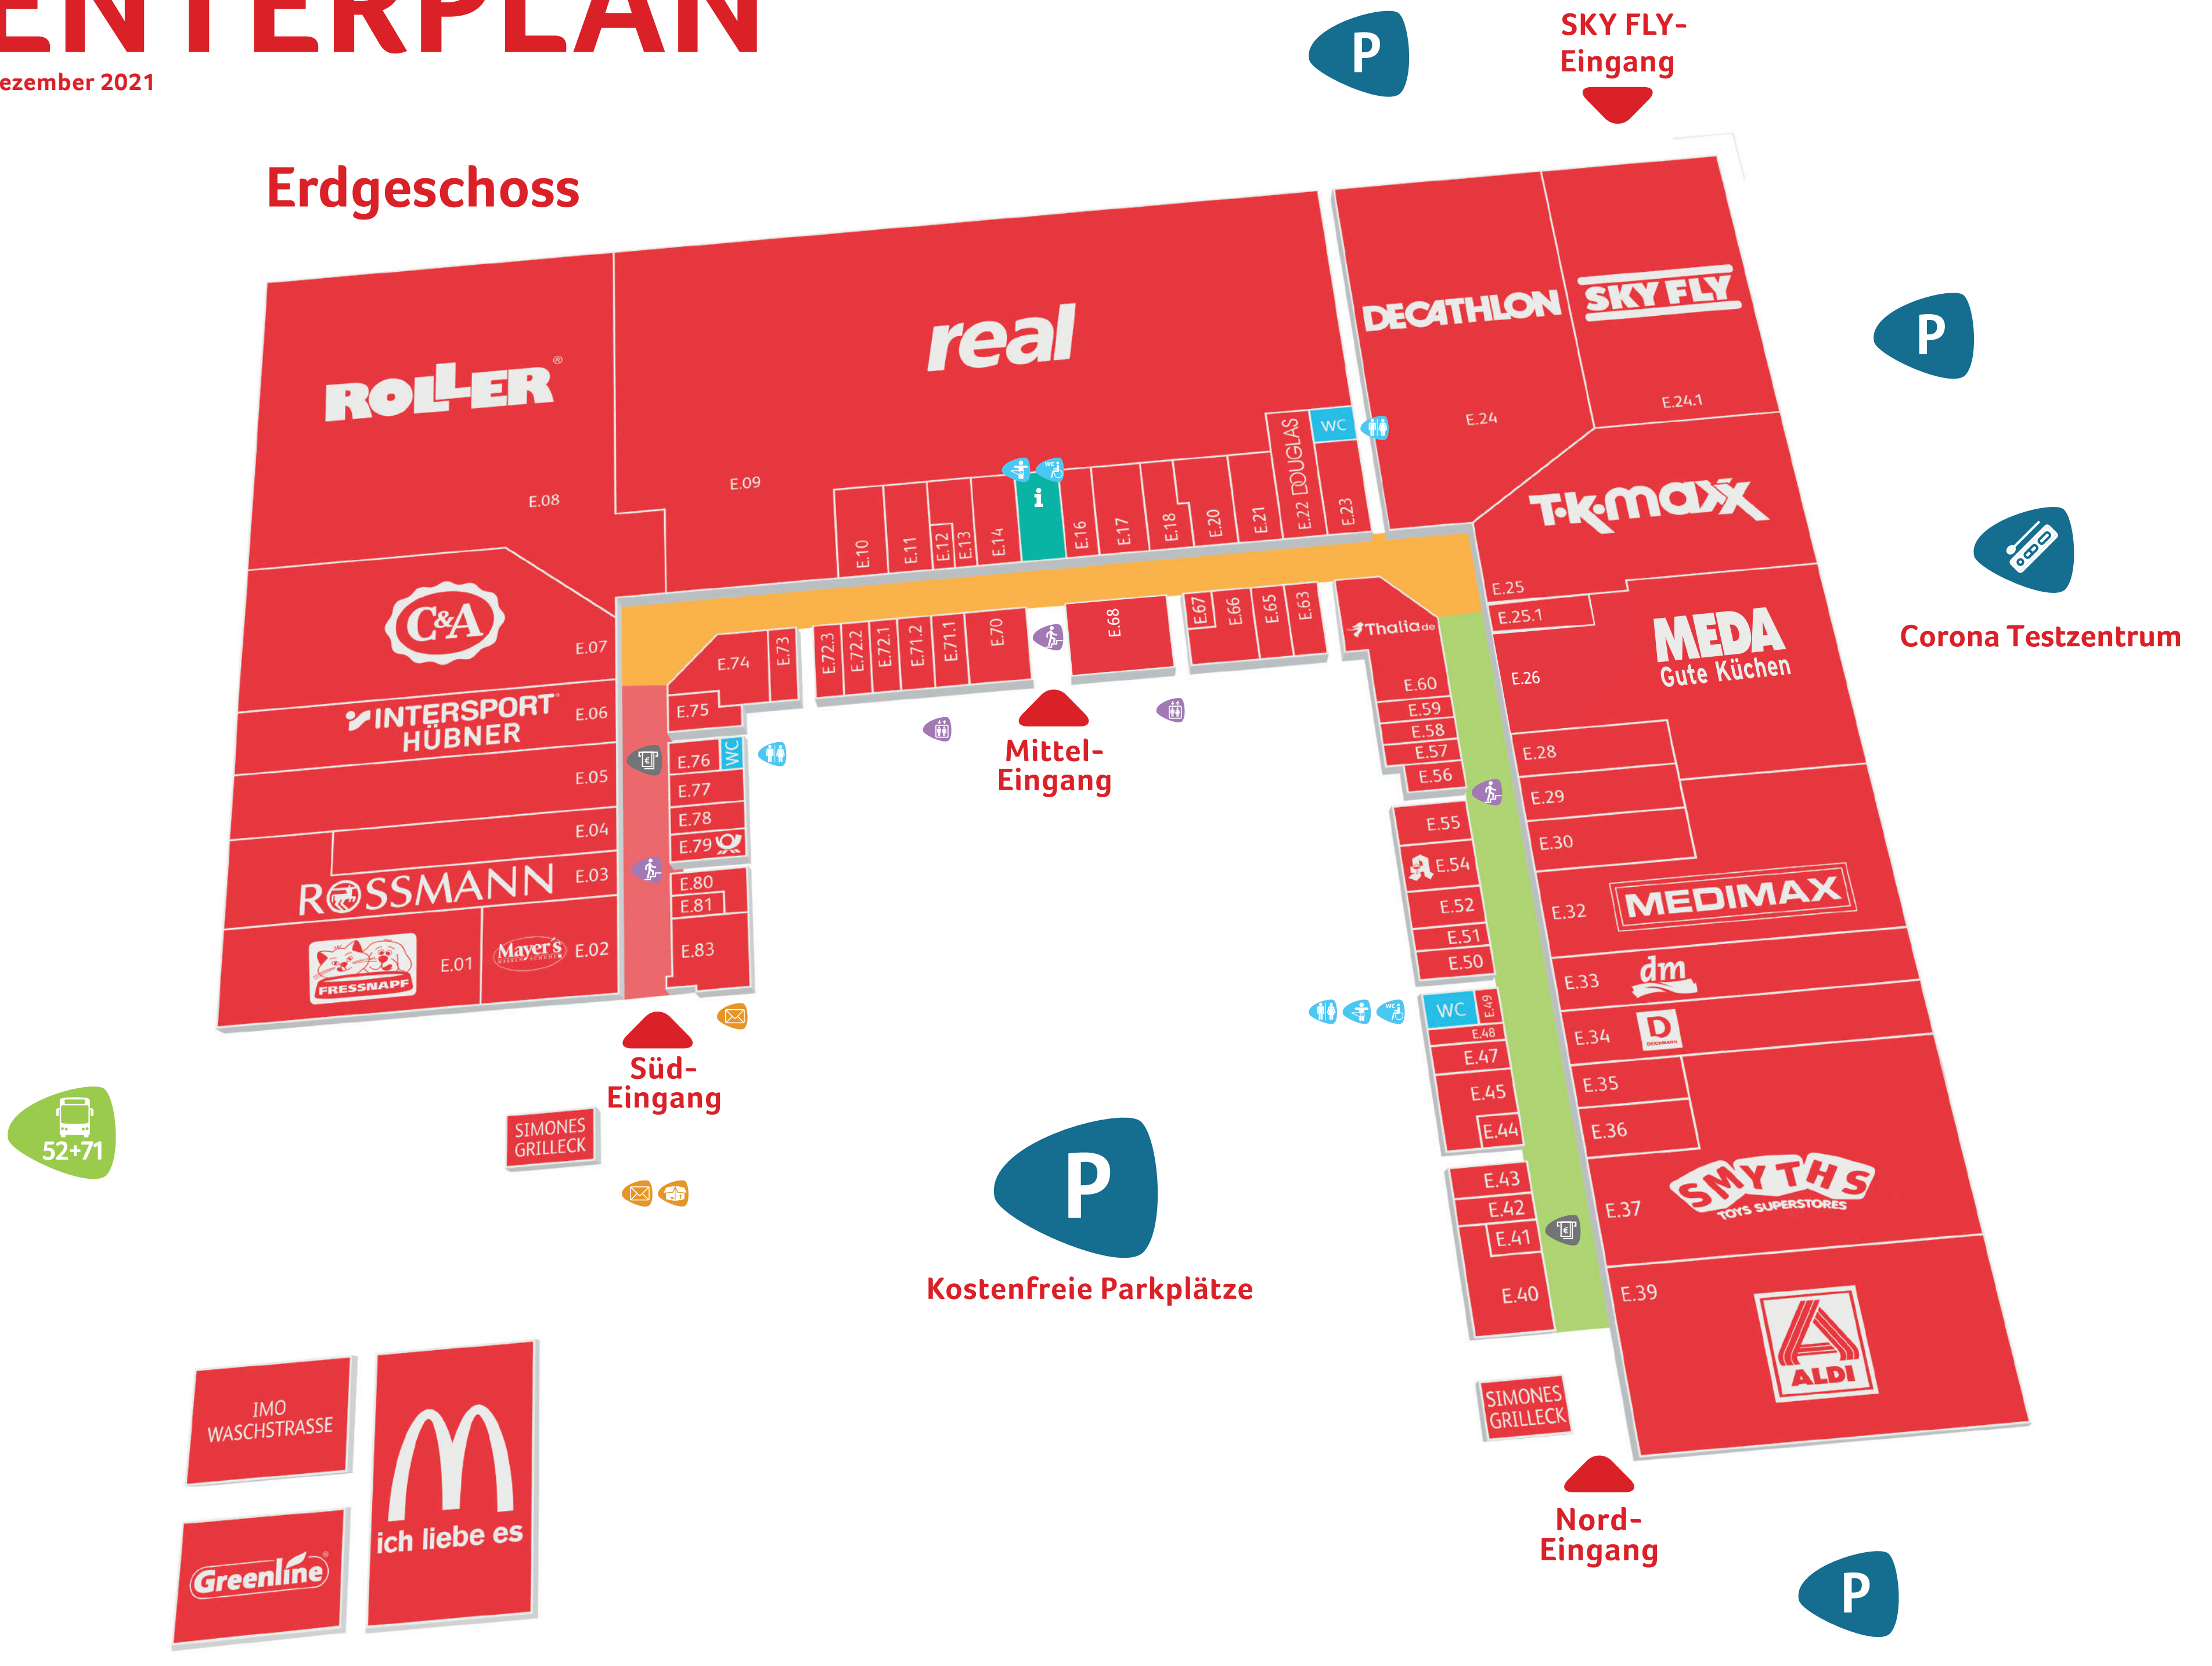 ENTERPLAN
ezember 2021
SKY FLY-
Eingang
P
Erdgeschoss
ROLLER®
E.08
real
E.09
DECATHLON
E.24
SKY FLY
E.24.1
P
T·K·maxx
E.25
E.25.1
Corona Testzentrum
C&A
E.07
INTERSPORT
HÜBNER
E.06
E.05
E.04
ROSSMANN
E.03
FRESSNAPF
E.01
Mayer's
E.02
E.10
E.11
E.12
E.13
E.14
i
WC
E.16
E.17
E.18
E.20
E.21
E.22 DOUGLAS
WC
E.23
E.74
E.73
E.72.3
E.72.2
E.72.1
E.71.2
E.71.1
E.70
E.68
E.67
E.66
E.65
E.63
E.75
E.76
WC
E.77
E.78
E.79
E.80
E.81
E.83
Mittel-
Eingang
Thalia.de
E.60
E.59
E.58
E.57
E.56
E.55
E.54
E.52
E.51
E.50
WC
WC
E.49
E.48
E.47
E.45
E.44
E.43
E.42
E.41
E.40
MEDA
Gute Küchen
E.26
E.28
E.29
E.30
E.32
MEDIMAX
E.33
dm
E.34
D
DEICHMANN
E.35
E.36
E.37
SMYTHS
TOYS SUPERSTORES
E.39
ALDI
Süd-
Eingang
52+71
SIMONES
GRILLECK
P
Kostenfreie Parkplätze
IMO
WASCHSTRASSE
ich liebe es
Greenline®
SIMONES
GRILLECK
Nord-
Eingang
P